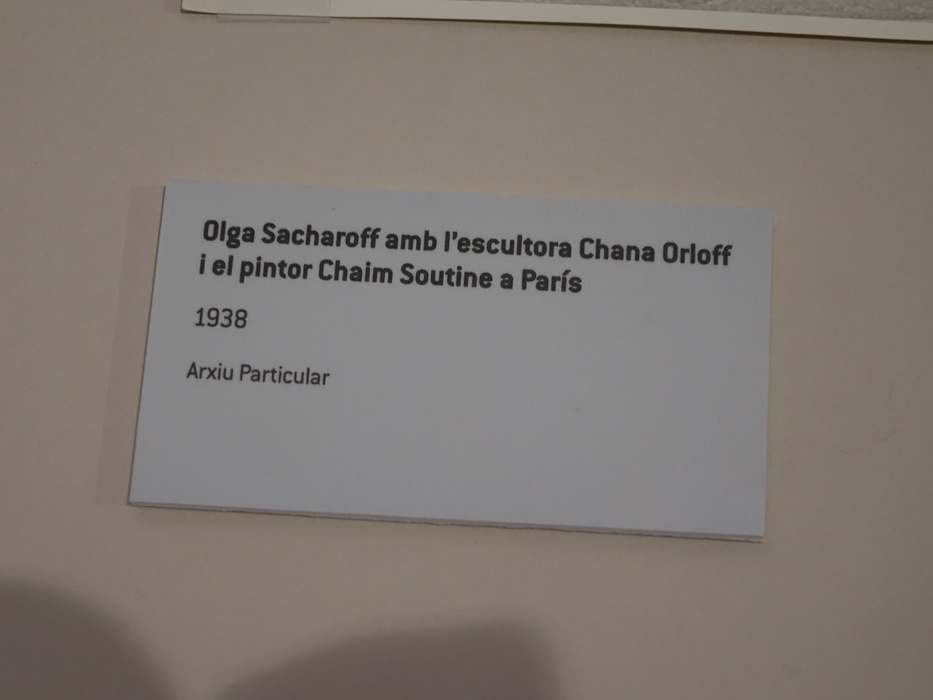 Olga Sacharoff amb l'escultora Chana Orloff
i el pintor Chaim Soutine a París
1938
Arxiu Particular